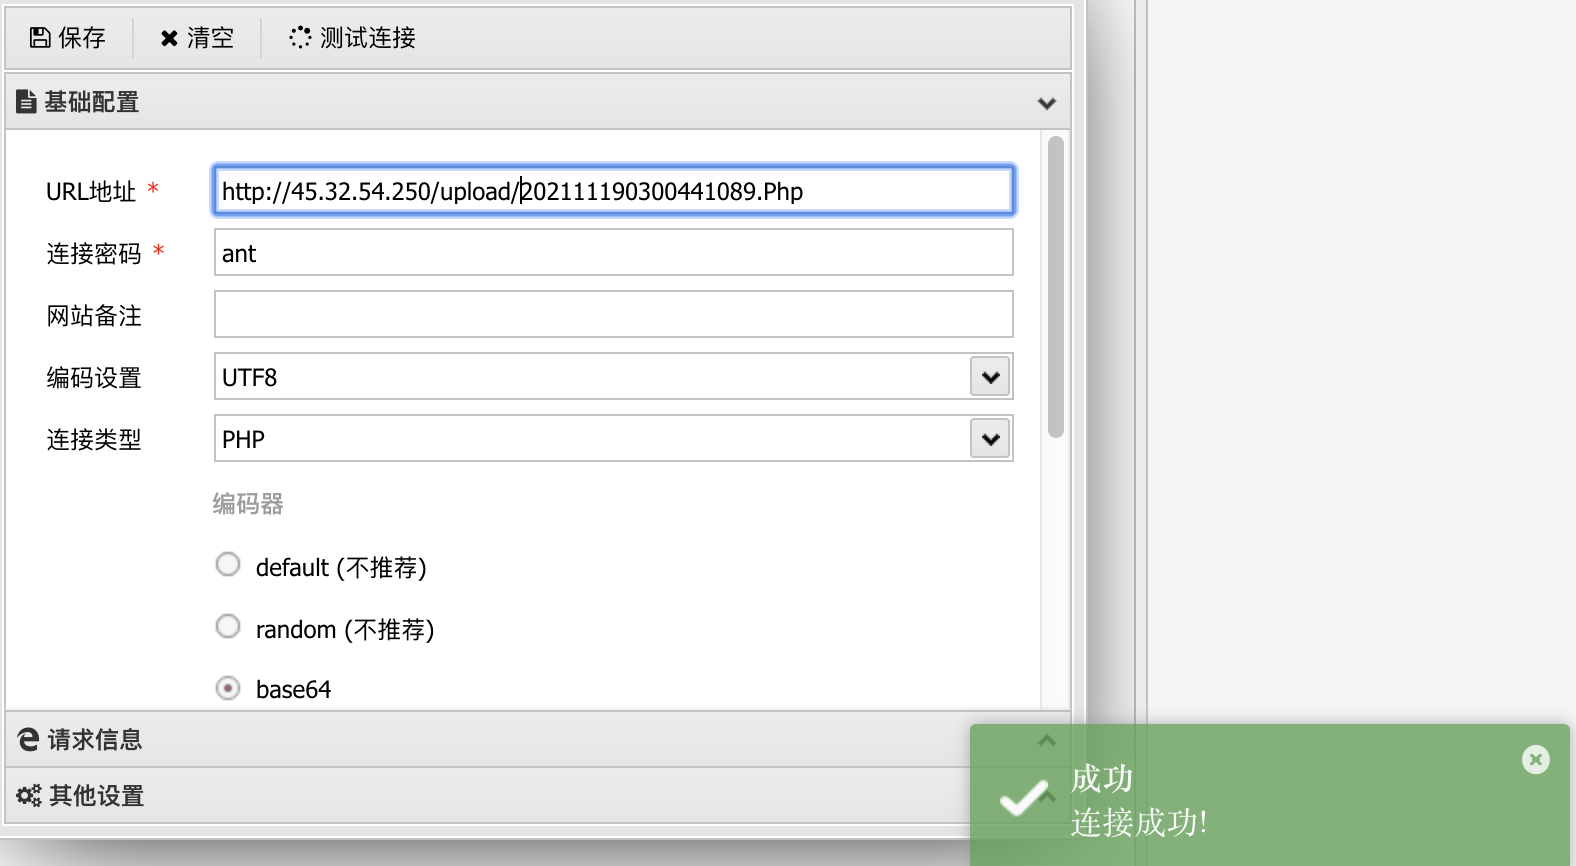 保存 清空 测试连接
基础配置
URL地址 * http://45.32.54.250/upload/202111190300441089.Php
连接密码 * ant
网站备注
编码设置 UTF8
连接类型 PHP
编码器
default (不推荐)
random (不推荐)
base64
请求信息
其他设置
成功
连接成功!